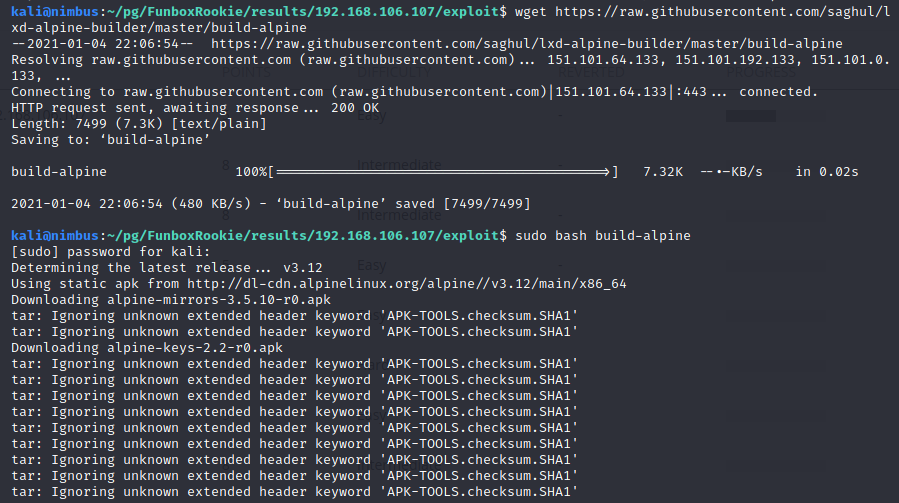 kali@nimbus:~/pg/FunboxRookie/results/192.168.106.107/exploit$ wget https://raw.githubusercontent.com/saghul/l
xd-alpine-builder/master/build-alpine
--2021-01-04 22:06:54-- https://raw.githubusercontent.com/saghul/lxd-alpine-builder/master/build-alpine
Resolving raw.githubusercontent.com (raw.githubusercontent.com)... 151.101.64.133, 151.101.192.133, 151.101.0.
133, ...
Connecting to raw.githubusercontent.com (raw.githubusercontent.com)|151.101.64.133|:443... connected.
HTTP request sent, awaiting response... 200 OK
Length: 7499 (7.3K) [text/plain]
Saving to: ‘build-alpine’
build-alpine 100%[===================================================>] 7.32K --.-KB/s in 0.02s
2021-01-04 22:06:54 (480 KB/s) - ‘build-alpine’ saved [7499/7499]
kali@nimbus:~/pg/FunboxRookie/results/192.168.106.107/exploit$ sudo bash build-alpine
[sudo] password for kali:
Determining the latest release... v3.12
Using static apk from http://dl-cdn.alpinelinux.org/alpine//v3.12/main/x86_64
Downloading alpine-mirrors-3.5.10-r0.apk
tar: Ignoring unknown extended header keyword 'APK-TOOLS.checksum.SHA1'
tar: Ignoring unknown extended header keyword 'APK-TOOLS.checksum.SHA1'
Downloading alpine-keys-2.2-r0.apk
tar: Ignoring unknown extended header keyword 'APK-TOOLS.checksum.SHA1'
tar: Ignoring unknown extended header keyword 'APK-TOOLS.checksum.SHA1'
tar: Ignoring unknown extended header keyword 'APK-TOOLS.checksum.SHA1'
tar: Ignoring unknown extended header keyword 'APK-TOOLS.checksum.SHA1'
tar: Ignoring unknown extended header keyword 'APK-TOOLS.checksum.SHA1'
tar: Ignoring unknown extended header keyword 'APK-TOOLS.checksum.SHA1'
tar: Ignoring unknown extended header keyword 'APK-TOOLS.checksum.SHA1'
tar: Ignoring unknown extended header keyword 'APK-TOOLS.checksum.SHA1'
tar: Ignoring unknown extended header keyword 'APK-TOOLS.checksum.SHA1'